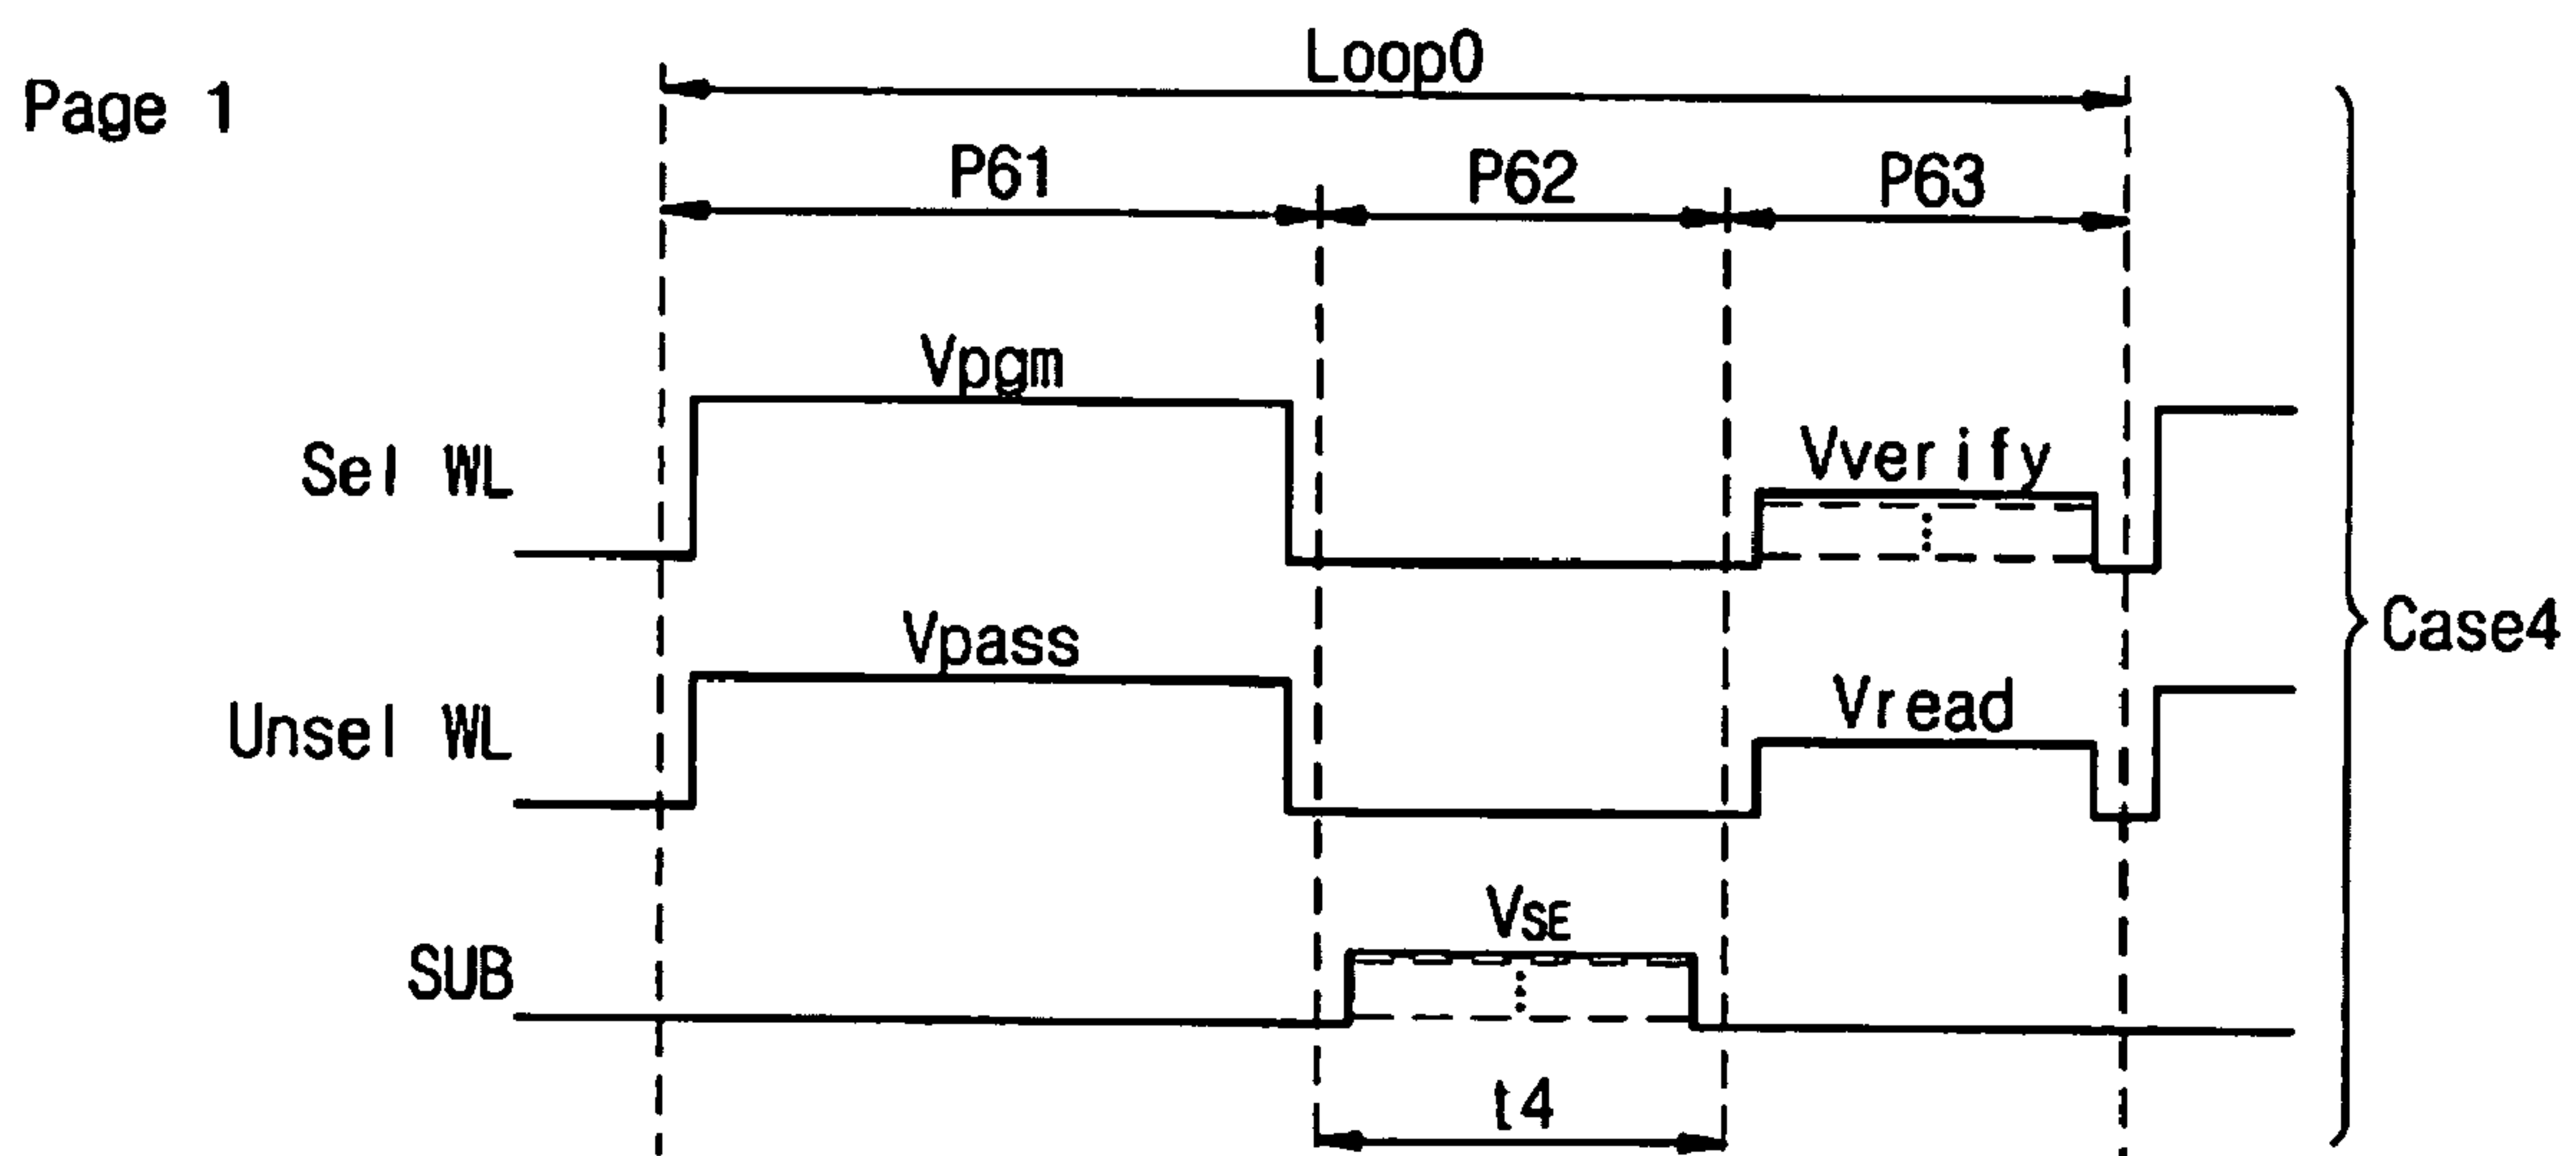 Page 1
Loop0
P61
P62
P63
Vpgm
Sel WL
Vverify
Vpass
Unsel WL
Vread
Case4
VSE
SUB
t4